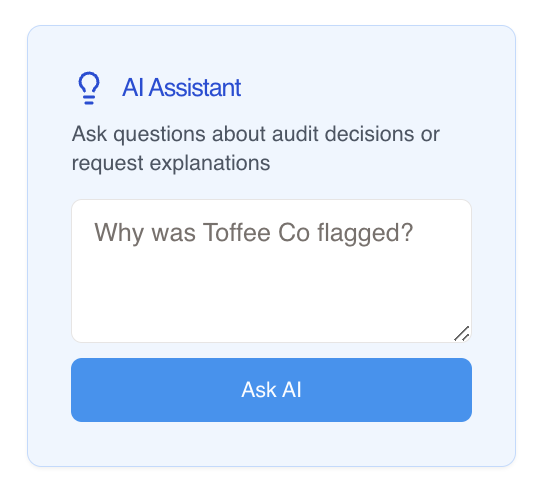 AI Assistant
Ask questions about audit decisions or
request explanations
Why was Toffee Co flagged?
Ask AI